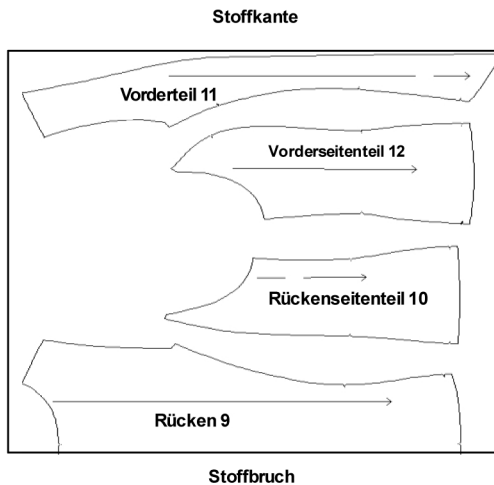 Stoffkante
Vorderteil 11
Vorderseitenteil 12
Rückenseitenteil 10
Rücken 9
Stoffbruch